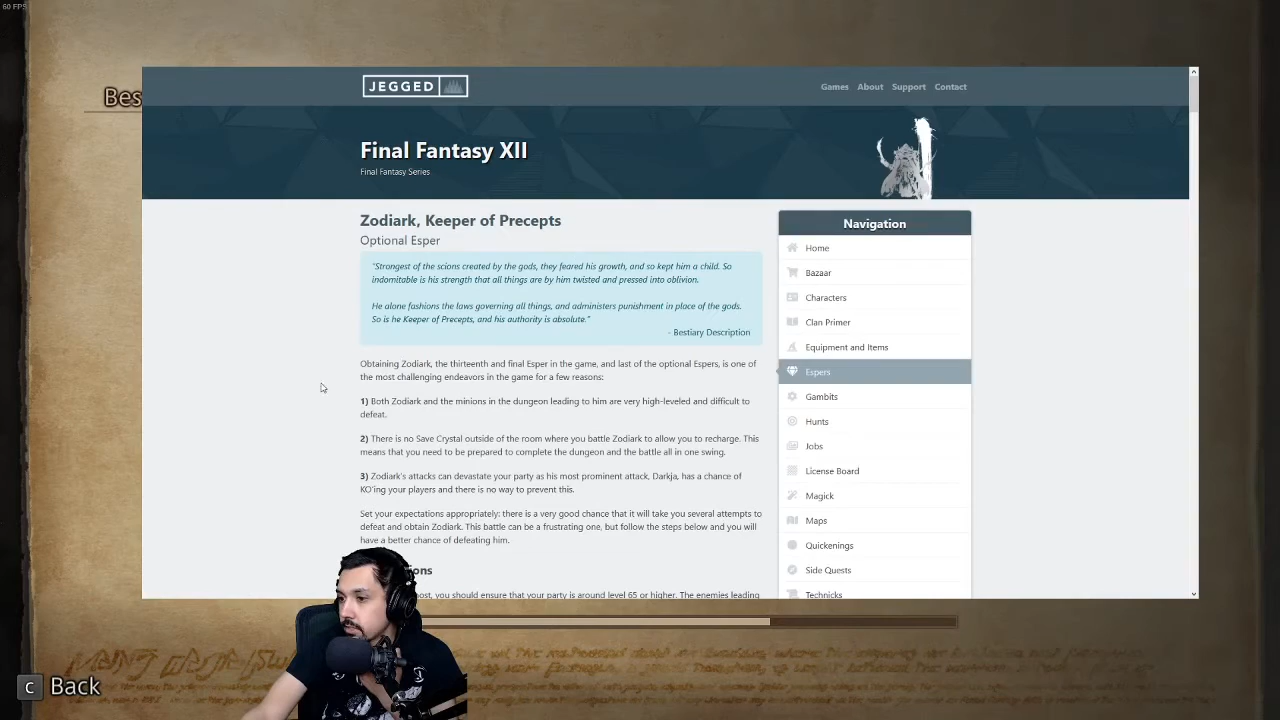 60 FPS
Bes
JEGGED
Games About Support Contact
Final Fantasy XII
Final Fantasy Series
Zodiark, Keeper of Precepts
Optional Esper
"Strongest of the scions created by the gods, they feared his growth, and so kept him a child. So
indomitable is his strength that all things are by him twisted and pressed into oblivion.
He alone fashions the laws governing all things, and administers punishment in place of the gods.
So is he Keeper of Precepts, and his authority is absolute."
- Bestiary Description
Obtaining Zodiark, the thirteenth and final Esper in the game, and last of the optional Espers, is one of
the most challenging endeavors in the game for a few reasons:
1) Both Zodiark and the minions in the dungeon leading to him are very high-leveled and difficult to
defeat.
2) There is no Save Crystal outside of the room where you battle Zodiark to allow you to recharge. This
means that you need to be prepared to complete the dungeon and the battle all in one swing.
3) Zodiark's attacks can devastate your party as his most prominent attack, Darkja, has a chance of
KO'ing your players and there is no way to prevent this.
Set your expectations appropriately: there is a very good chance that it will take you several attempts to
defeat and obtain Zodiark. This battle can be a frustrating one, but follow the steps below and you will
have a better chance of defeating him.
ons
ost, you should ensure that your party is around level 65 or higher. The enemies leading
Navigation
Home
Bazaar
Characters
Clan Primer
Equipment and Items
Espers
Gambits
Hunts
Jobs
License Board
Magick
Maps
Quickenings
Side Quests
Technicks
C Back